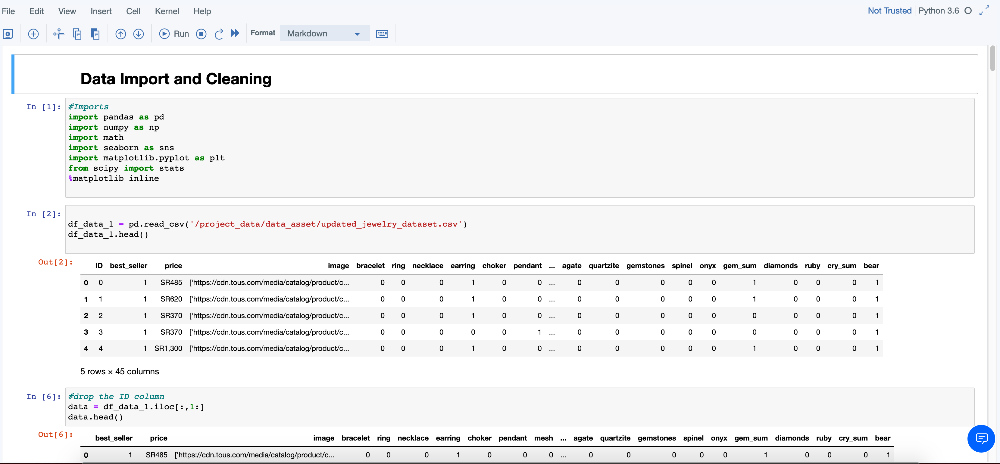 File Edit View Insert Cell Kernel Help Not Trusted | Python 3.6
Run Format Markdown
Data Import and Cleaning
In [1]: #Imports
import pandas as pd
import numpy as np
import math
import seaborn as sns
import matplotlib.pyplot as plt
from scipy import stats
%matplotlib inline
In [2]:
df_data_1 = pd.read_csv('/project_data/data_asset/updated_jewelry_dataset.csv')
df_data_1.head()
Out[2]:
ID best_seller price image bracelet ring necklace earring choker pendant ... agate quartzite gemstones spinel onyx gem_sum diamonds ruby cry_sum bear
0 0 1 SR485 ['https://cdn.tous.com/media/catalog/product/c... 0 0 0 1 0 0 ... 0 0 0 0 0 1 0 0 0 1
1 1 1 SR620 ['https://cdn.tous.com/media/catalog/product/c... 0 0 0 1 0 0 ... 0 0 0 0 0 1 0 0 0 1
2 2 1 SR370 ['https://cdn.tous.com/media/catalog/product/c... 0 0 0 1 0 0 ... 0 0 0 0 0 0 0 0 0 1
3 3 1 SR370 ['https://cdn.tous.com/media/catalog/product/c... 0 0 0 0 0 1 ... 0 0 0 0 0 0 0 0 0 1
4 4 1 SR1,300 ['https://cdn.tous.com/media/catalog/product/c... 0 0 0 1 0 0 ... 0 0 0 0 0 1 0 0 0 1
5 rows × 45 columns
In [6]: #drop the ID column
data = df_data_1.iloc[:,1:]
data.head()
Out[6]:
best_seller price image bracelet ring necklace earring choker pendant mesh ... agate quartzite gemstones spinel onyx gem_sum diamonds ruby cry_sum bear
0 1 SR485 ['https://cdn.tous.com/media/catalog/product/c... 0 0 0 1 0 0 0 ... 0 0 0 0 0 1 0 0 0 1